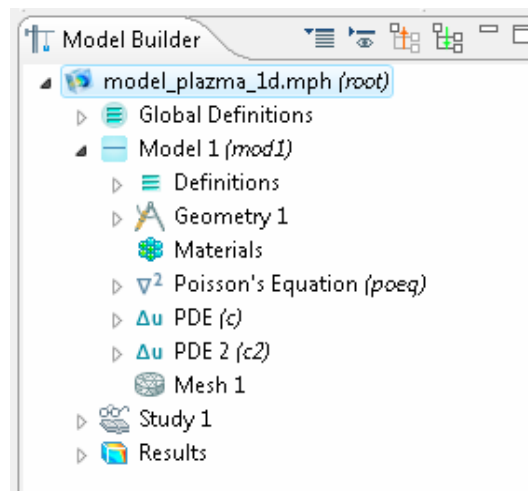 Model Builder
model_plazma_1d.mph (root)
Global Definitions
Model 1 (mod1)
Definitions
Geometry 1
Materials
∇² Poisson's Equation (poeq)
Δu PDE (c)
Δu PDE 2 (c2)
Mesh 1
Study 1
Results